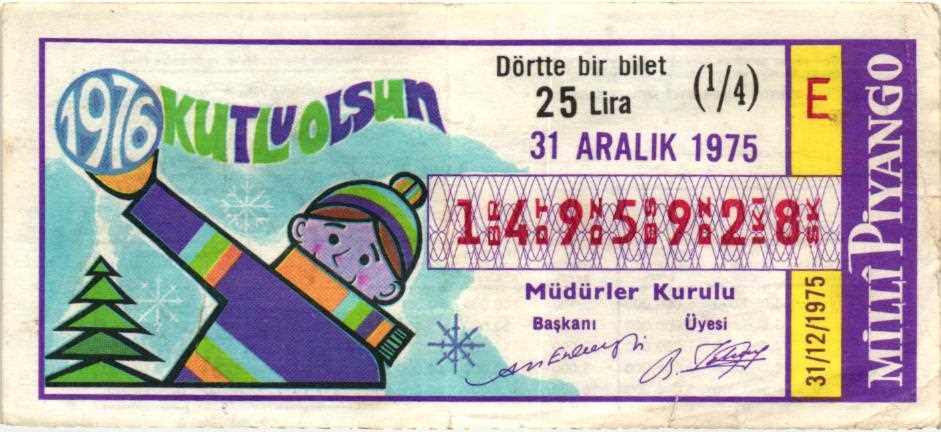 1976 KUTLU OLSUN
Dörtte bir bilet
25 Lira
(1/4)
31 ARALIK 1975
E
1 4 9 5 9 2 8
Müdürler Kurulu
Başkanı Üyesi
31/12/1975
MİLLÎ PİYANGO